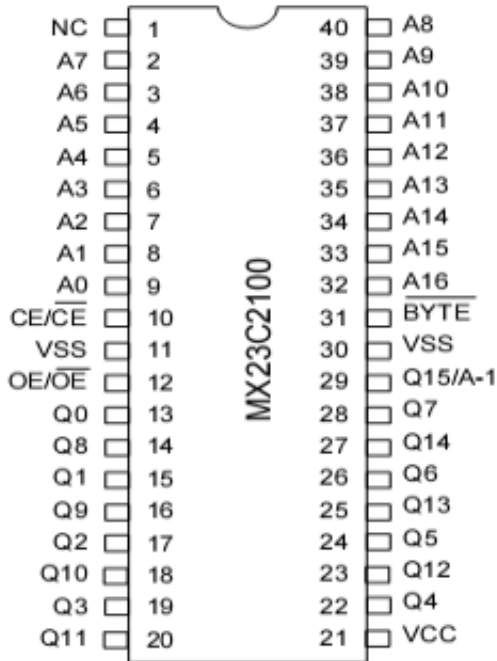 NC 1 40 A8
A7 2 39 A9
A6 3 38 A10
A5 4 37 A11
A4 5 36 A12
A3 6 35 A13
A2 7 34 A14
A1 8 33 A15
A0 9 32 A16
CE/C̅E̅ 10 31 B̅Y̅T̅E̅
VSS 11 30 VSS
OE/O̅E̅ 12 29 Q15/A-1
Q0 13 28 Q7
Q8 14 27 Q14
Q1 15 26 Q6
Q9 16 25 Q13
Q2 17 24 Q5
Q10 18 23 Q12
Q3 19 22 Q4
Q11 20 21 VCC
MX23C2100